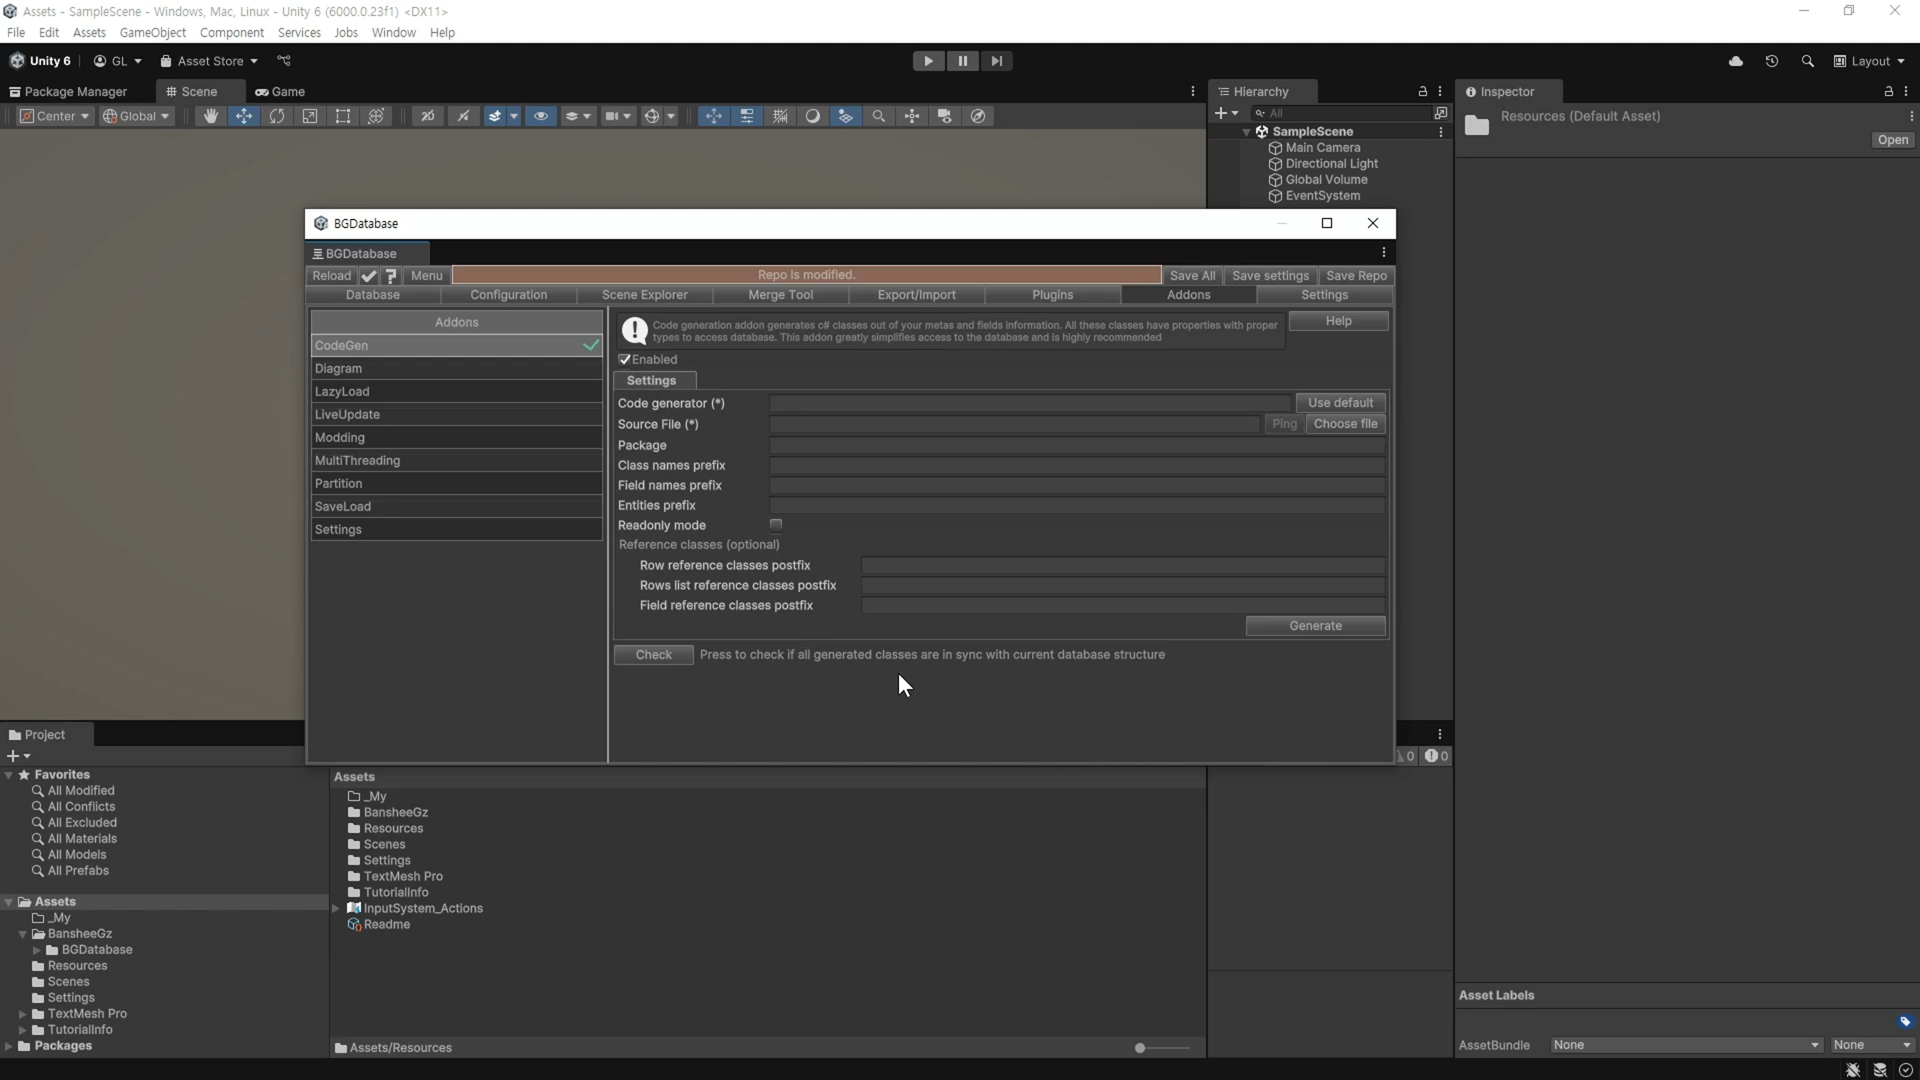 Assets - SampleScene - Windows, Mac, Linux - Unity 6 (6000.0.23f1) <DX11>
File Edit Assets GameObject Component Services Jobs Window Help
Unity 6 GL Asset Store Layout
Package Manager Scene Game Hierarchy Inspector
Center Global All Resources (Default Asset)
Open
SampleScene
Main Camera
Directional Light
Global Volume
EventSystem
BGDatabase
BGDatabase
Reload ? Menu Repo is modified. Save All Save settings Save Repo
Database Configuration Scene Explorer Merge Tool Export/Import Plugins Addons Settings
Addons
CodeGen
Diagram
LazyLoad
LiveUpdate
Modding
MultiThreading
Partition
SaveLoad
Settings
Code generation addon generates c# classes out of your metas and fields information. All these classes have properties with proper
types to access database. This addon greatly simplifies access to the database and is highly recommended
Help
Enabled
Settings
Code generator (*) Use default
Source File (*) Ping Choose file
Package
Class names prefix
Field names prefix
Entities prefix
Readonly mode
Reference classes (optional)
Row reference classes postfix
Rows list reference classes postfix
Field reference classes postfix
Generate
Check Press to check if all generated classes are in sync with current database structure
Project
0 0
Favorites
All Modified
All Conflicts
All Excluded
All Materials
All Models
All Prefabs
Assets
_My
BansheeGz
BGDatabase
Resources
Scenes
Settings
TextMesh Pro
TutorialInfo
Packages
Assets
_My
BansheeGz
Resources
Scenes
Settings
TextMesh Pro
TutorialInfo
InputSystem_Actions
Readme
Assets/Resources
Asset Labels
AssetBundle None None